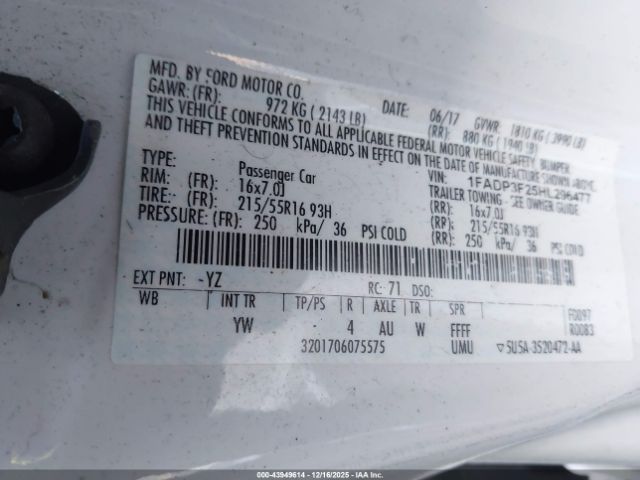 MFD. BY FORD MOTOR CO.
DATE: 06/17 GVWR: 1810 KG ( 3990 LB)
GAWR: (FR): 972 KG ( 2143 LB) (RR): 880 KG ( 1940 LB)
THIS VEHICLE CONFORMS TO ALL APPLICABLE FEDERAL MOTOR VEHICLE SAFETY, BUMPER
AND THEFT PREVENTION STANDARDS IN EFFECT ON THE DATE OF MANUFACTURE SHOWN ABOVE.
VIN: 1FADP3F25HL296477
TYPE: Passenger Car TRAILER TOWING - SEE OWNER GUIDE
RIM: (FR): 16x7.0J (RR): 16x7.0J
TIRE: (FR): 215/55R16 93H (RR): 215/55R16 93H
PRESSURE: (FR): 250 kPa/ 36 PSI COLD (RR): 250 kPa/ 36 PSI COLD
EXT PNT: -YZ RC: 71 DSO:
WB INT TR TP/PS R AXLE TR SPR F0097
YW 4 AU W FFFF R0083
3201706075575 UMU ▽5U5A-3520472-AA
000-43949614 - 12/16/2025 - IAA Inc.